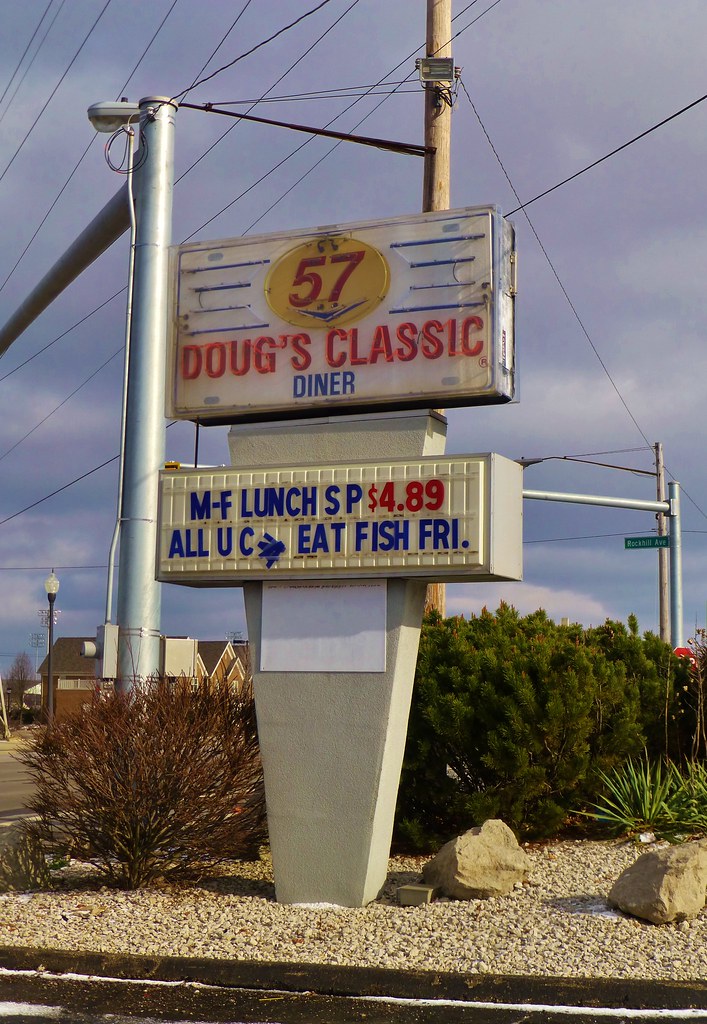 57
DOUG'S CLASSIC ®
DINER
M-F LUNCH SP $4.89
ALL U C EAT FISH FRI.
Rockhill Ave